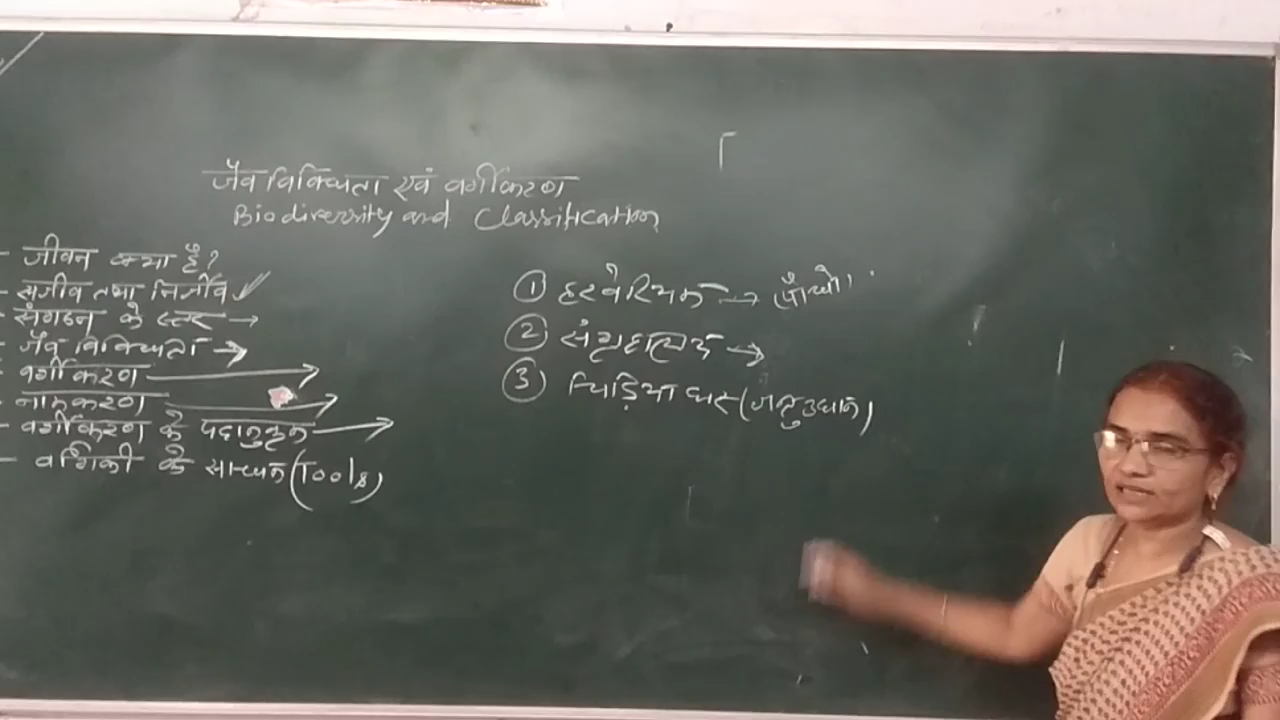 जैव विविधता एवं वर्गीकरण
Biodiversity and Classification
- जीवन क्या है?
- सजीव तथा निर्जीव ✓
- संगठन के स्तर →
- जैव विविधता →
- वर्गीकरण →
- नामकरण →
- वर्गीकरण के पदानुक्रम →
- वर्गिकी के साधन (Tools)
① हरबेरियम →
② संग्रहालय →
③ चिड़ियाघर (जन्तु उद्यान)